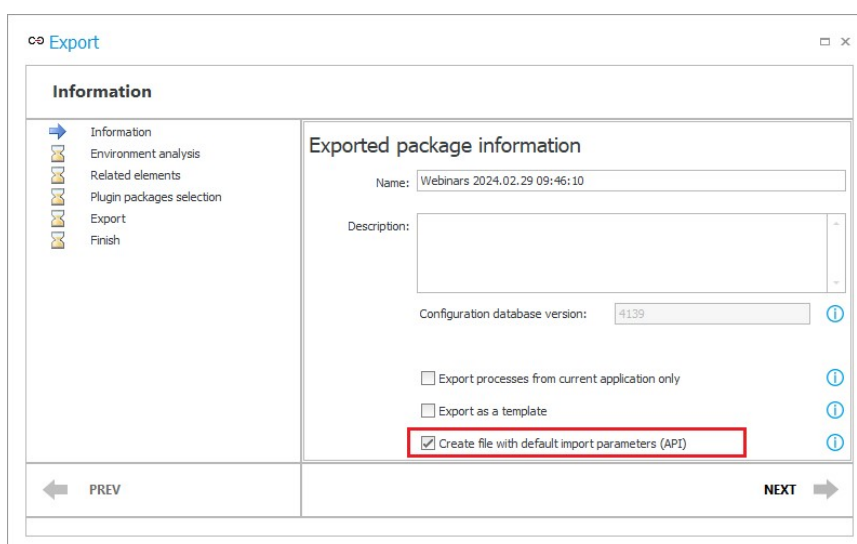 Export
Information
Information
Environment analysis
Related elements
Plugin packages selection
Export
Finish
Exported package information
Name: Webinars 2024.02.29 09:46:10
Description:
Configuration database version: 4139
Export processes from current application only
Export as a template
Create file with default import parameters (API)
PREV
NEXT